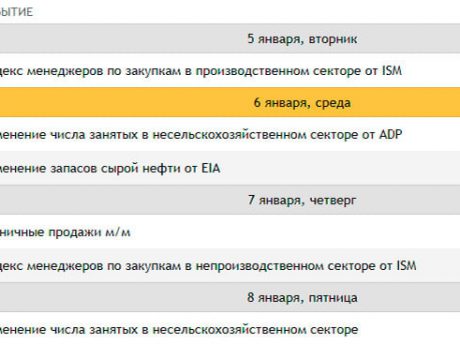 БЫТИЕ
5 января, вторник
декс менеджеров по закупкам в производственном секторе от ISM
6 января, среда
менение числа занятых в несельскохозяйственном секторе от ADP
менение запасов сырой нефти от EIA
7 января, четверг
ничные продажи м/м
декс менеджеров по закупкам в непроизводственном секторе от ISM
8 января, пятница
менение числа занятых в несельскохозяйственном секторе